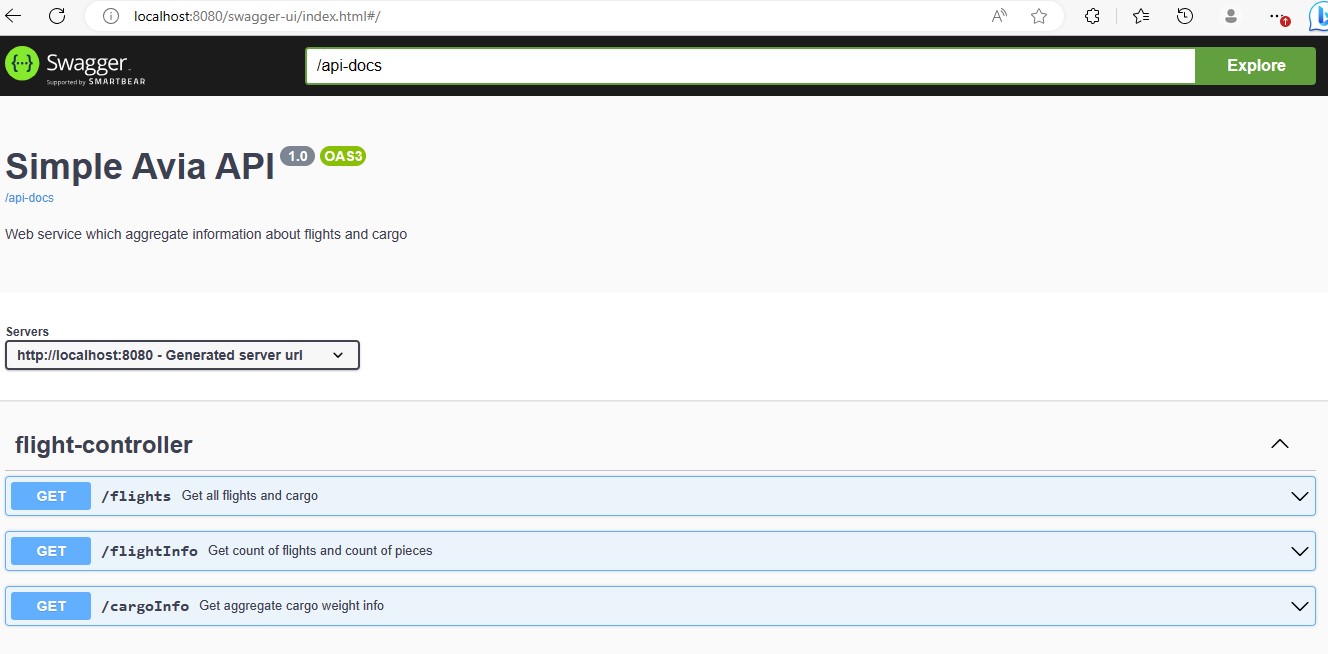 localhost:8080/swagger-ui/index.html#/
Swagger.
Supported by SMARTBEAR
/api-docs
Explore
Simple Avia API 1.0 OAS3
/api-docs
Web service which aggregate information about flights and cargo
Servers
http://localhost:8080 - Generated server url
flight-controller
GET /flights Get all flights and cargo
GET /flightInfo Get count of flights and count of pieces
GET /cargoInfo Get aggregate cargo weight info